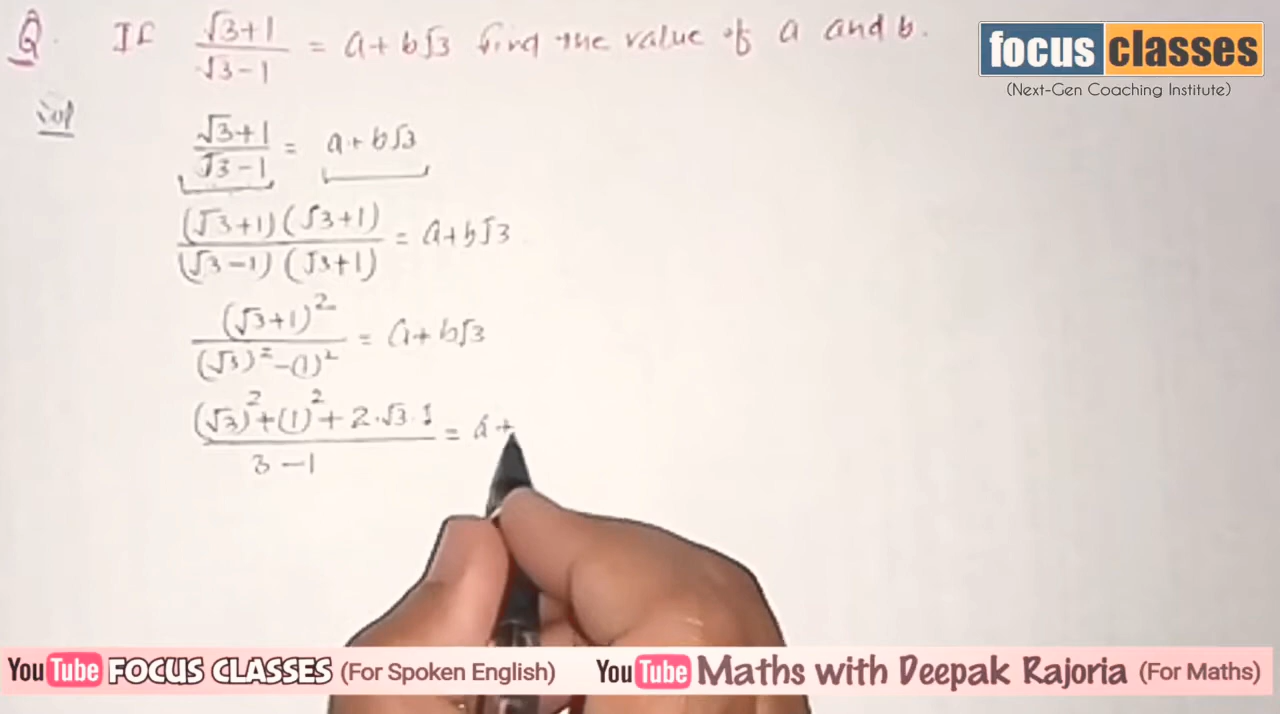 Q. If (√3+1)/(√3-1) = a+b√3 find the value of a and b.
focus classes
(Next-Gen Coaching Institute)
Sol
(√3+1)/(√3-1) = a+b√3
((√3+1)(√3+1))/((√3-1)(√3+1)) = a+b√3
(√3+1)²/((√3)²-(1)²) = a+b√3
((√3)²+(1)²+2·√3·1)/(3-1) = a+
YouTube FOCUS CLASSES (For Spoken English) YouTube Maths with Deepak Rajoria (For Maths)